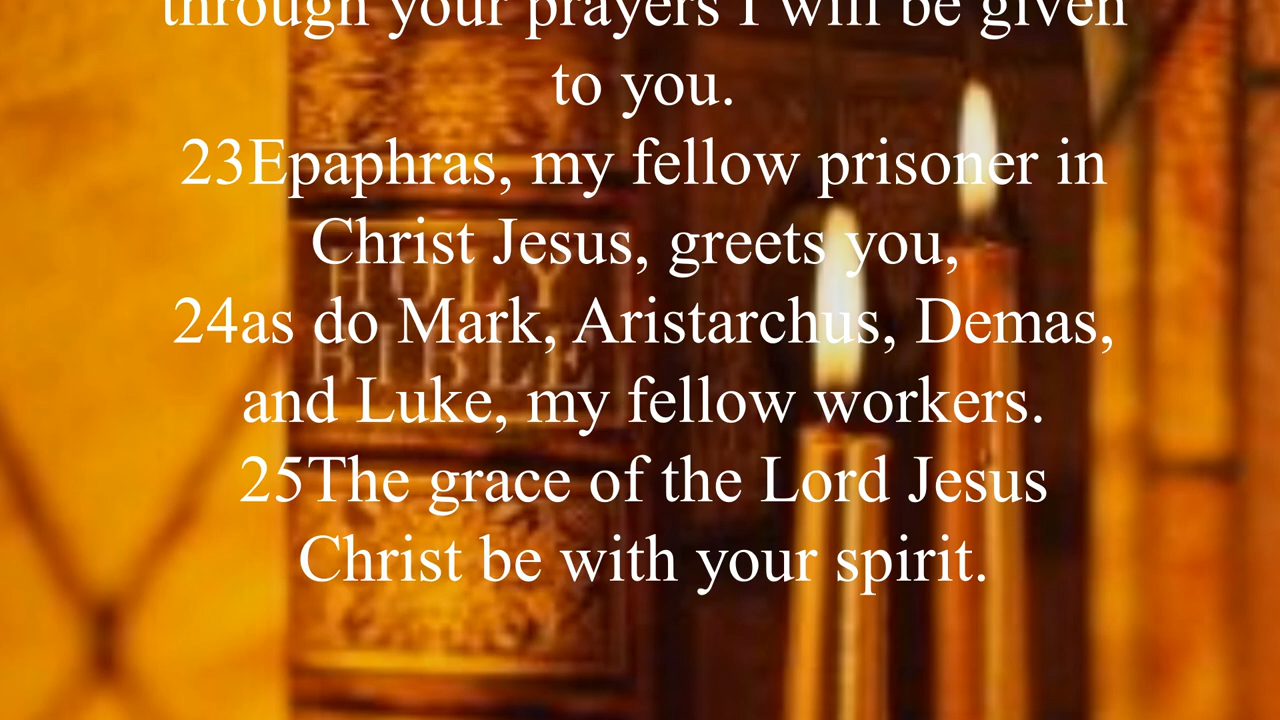 through your prayers I will be given
to you.
23Epaphras, my fellow prisoner in
Christ Jesus, greets you,
24as do Mark, Aristarchus, Demas,
and Luke, my fellow workers.
25The grace of the Lord Jesus
Christ be with your spirit.
HOLY
BIBLE